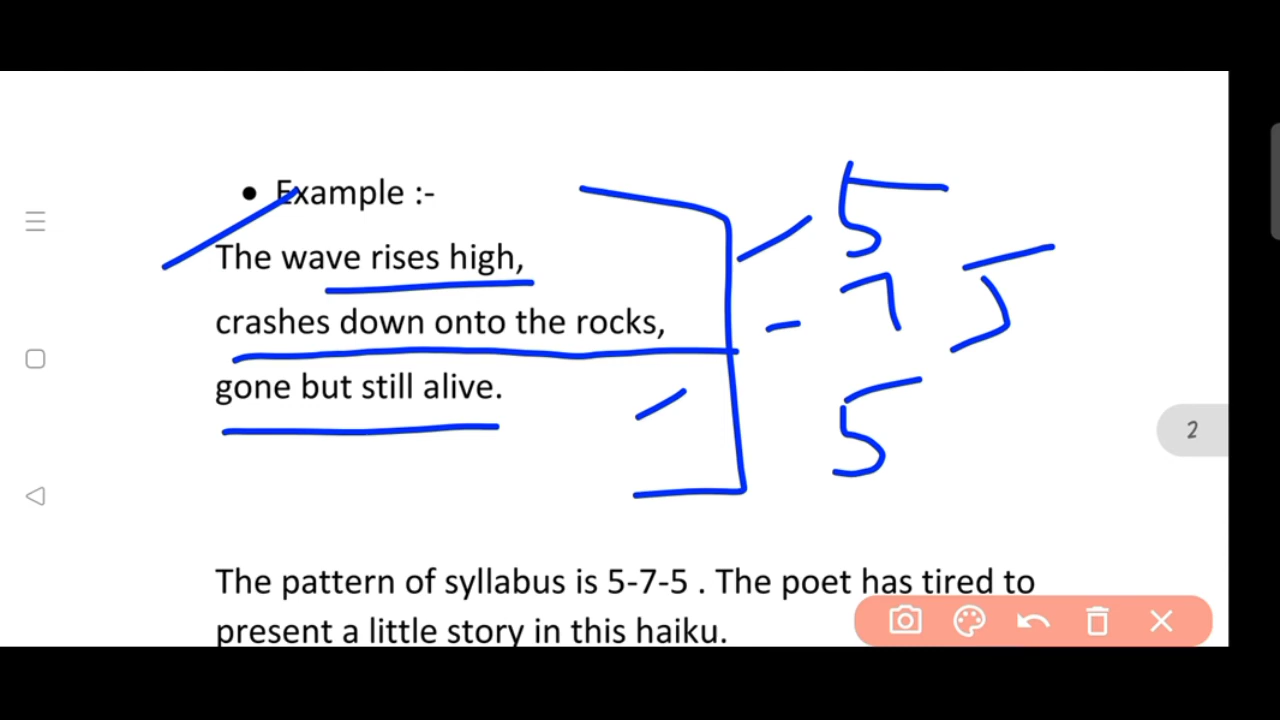 • Example :-
The wave rises high,
crashes down onto the rocks,
gone but still alive.
5
7
5
2
The pattern of syllabus is 5-7-5 . The poet has tired to
present a little story in this haiku.